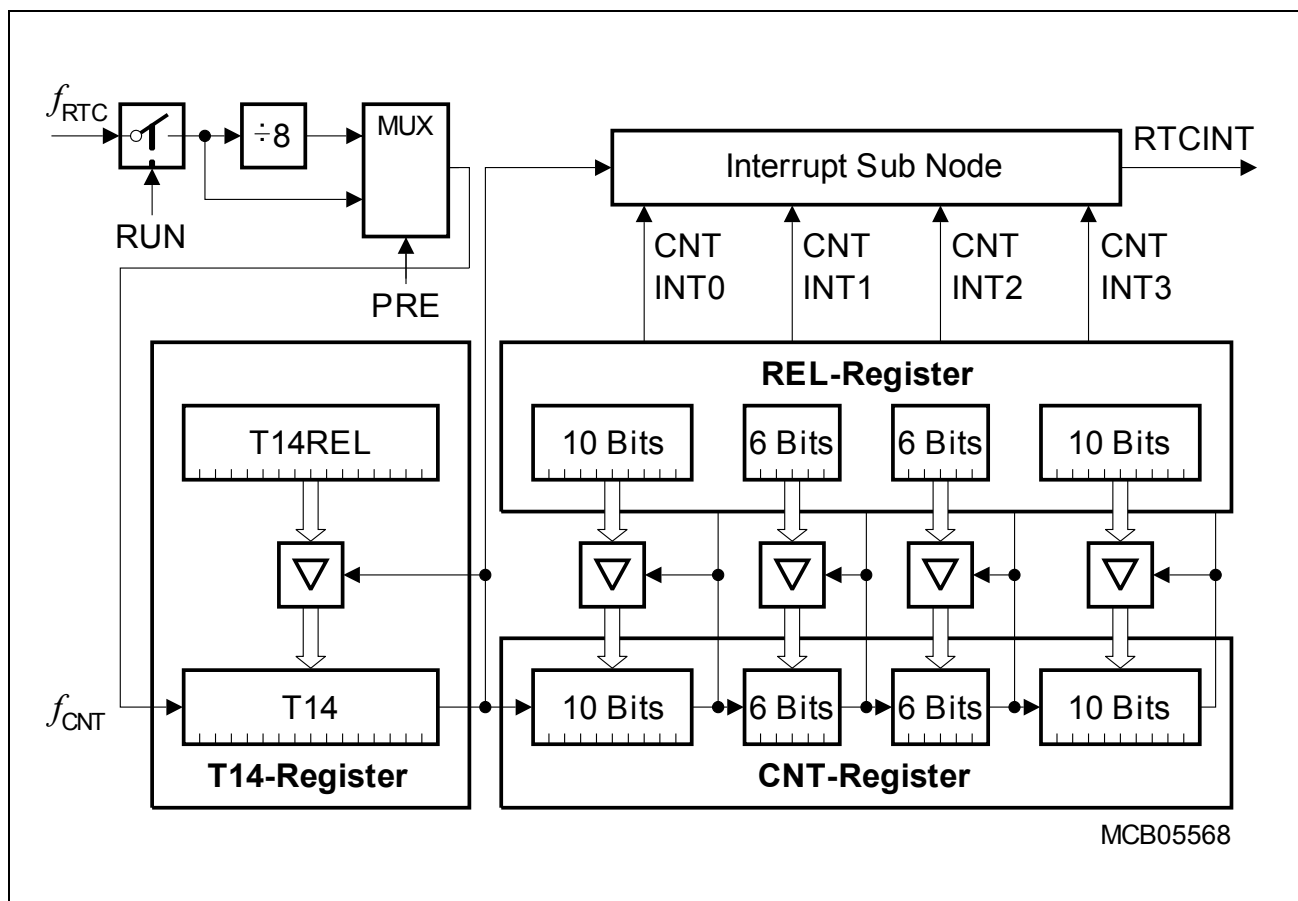 fRTC
÷8
MUX
RUN
PRE
Interrupt Sub Node
RTCINT
CNT
INT0
CNT
INT1
CNT
INT2
CNT
INT3
REL-Register
T14REL
10 Bits
6 Bits
6 Bits
10 Bits
fCNT
T14
10 Bits
6 Bits
6 Bits
10 Bits
T14-Register
CNT-Register
MCB05568